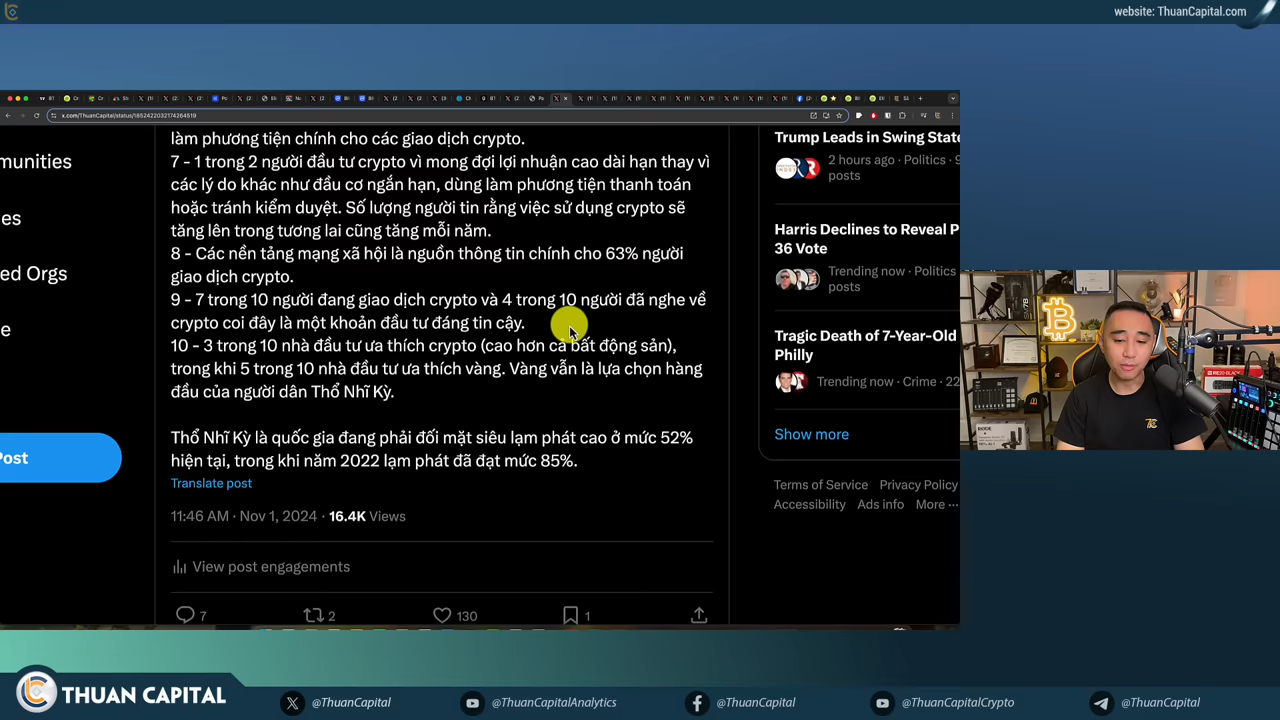 website: ThuanCapital.com
x.com/ThuanCapital/status/1852422032174264519
làm phương tiện chính cho các giao dịch crypto.
7 - 1 trong 2 người đầu tư crypto vì mong đợi lợi nhuận cao dài hạn thay vì
các lý do khác như đầu cơ ngắn hạn, dùng làm phương tiện thanh toán
hoặc tránh kiểm duyệt. Số lượng người tin rằng việc sử dụng crypto sẽ
tăng lên trong tương lai cũng tăng mỗi năm.
8 - Các nền tảng mạng xã hội là nguồn thông tin chính cho 63% người
giao dịch crypto.
9 - 7 trong 10 người đang giao dịch crypto và 4 trong 10 người đã nghe về
crypto coi đây là một khoản đầu tư đáng tin cậy.
10 - 3 trong 10 nhà đầu tư ưa thích crypto (cao hơn cả bất động sản),
trong khi 5 trong 10 nhà đầu tư ưa thích vàng. Vàng vẫn là lựa chọn hàng
đầu của người dân Thổ Nhĩ Kỳ.
Thổ Nhĩ Kỳ là quốc gia đang phải đối mặt siêu lạm phát cao ở mức 52%
hiện tại, trong khi năm 2022 lạm phát đã đạt mức 85%.
Translate post
11:46 AM · Nov 1, 2024 · 16.4K Views
View post engagements
7 2 130 1
munities
es
ed Orgs
e
Post
Trump Leads in Swing State
2 hours ago · Politics · 9
posts
Harris Declines to Reveal P
36 Vote
Trending now · Politics
posts
Tragic Death of 7-Year-Old
Philly
Trending now · Crime · 22
Show more
Terms of Service Privacy Policy
Accessibility Ads info More ···
THUAN CAPITAL
@ThuanCapital
@ThuanCapitalAnalytics
@ThuanCapital
@ThuanCapitalCrypto
@ThuanCapital